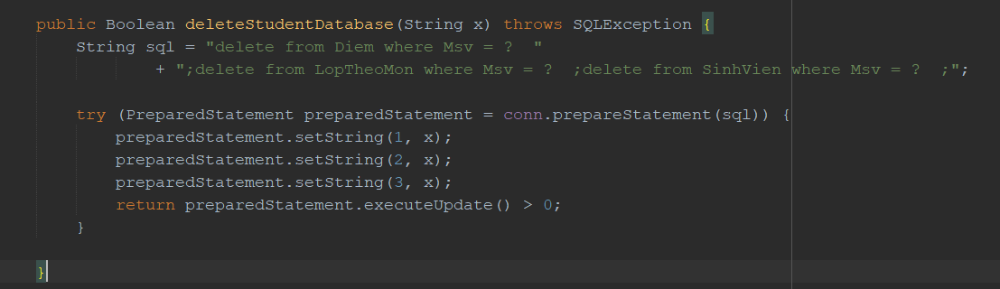 public Boolean deleteStudentDatabase(String x) throws SQLException {
    String sql = "delete from Diem where Msv = ?  "
            + ";delete from LopTheoMon where Msv = ?  ;delete from SinhVien where Msv = ?  ;";

    try (PreparedStatement preparedStatement = conn.prepareStatement(sql)) {
        preparedStatement.setString(1, x);
        preparedStatement.setString(2, x);
        preparedStatement.setString(3, x);
        return preparedStatement.executeUpdate() > 0;
    }

}